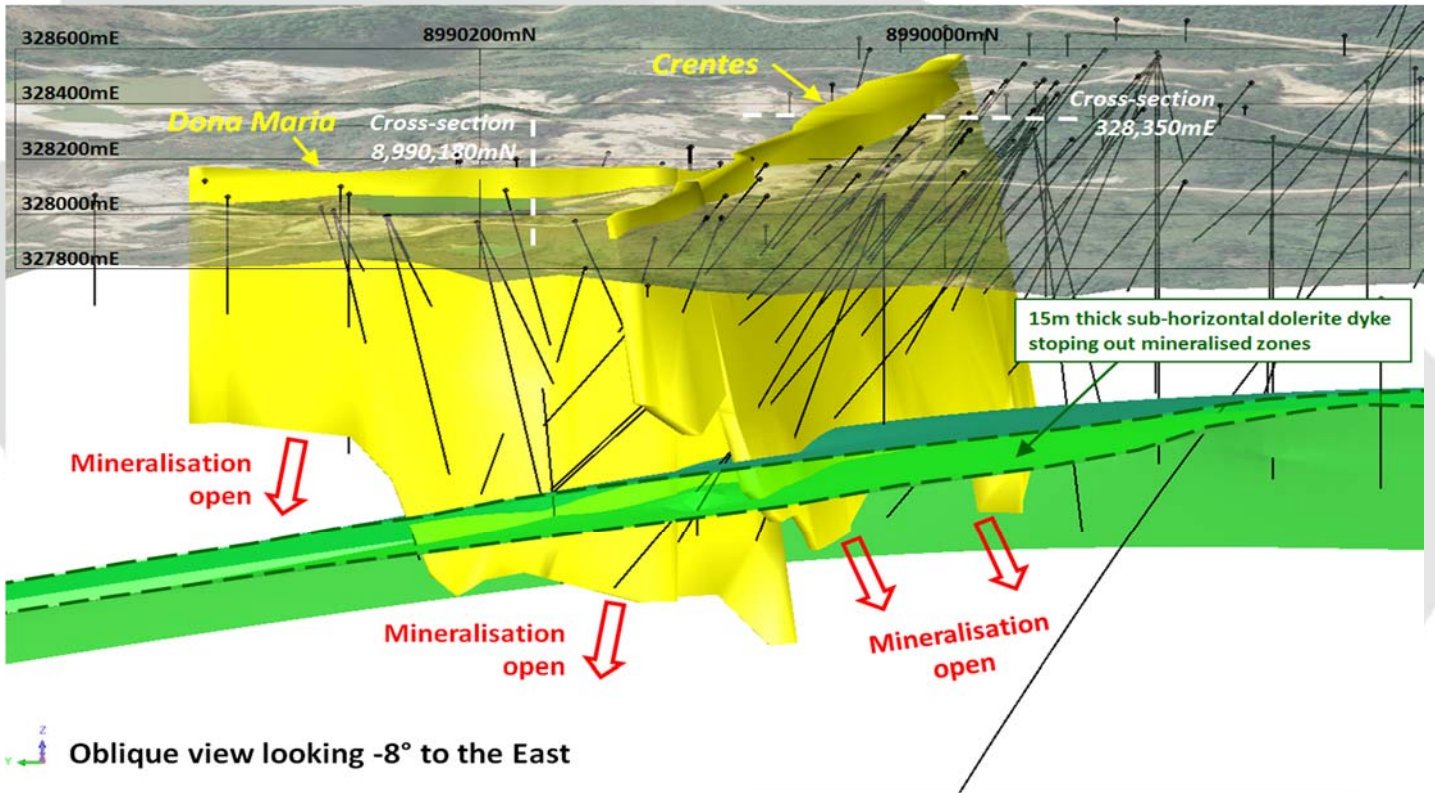 328600mE
8990200mN
8990000mN
Crentes
328400mE
Dona Maria
Cross-section
8,990,180mN
Cross-section
328,350mE
328200mE
328000mE
327800mE
15m thick sub-horizontal dolerite dyke
stoping out mineralised zones
Mineralisation
open
Mineralisation
open
Mineralisation
open
Z
Y
Oblique view looking -8° to the East